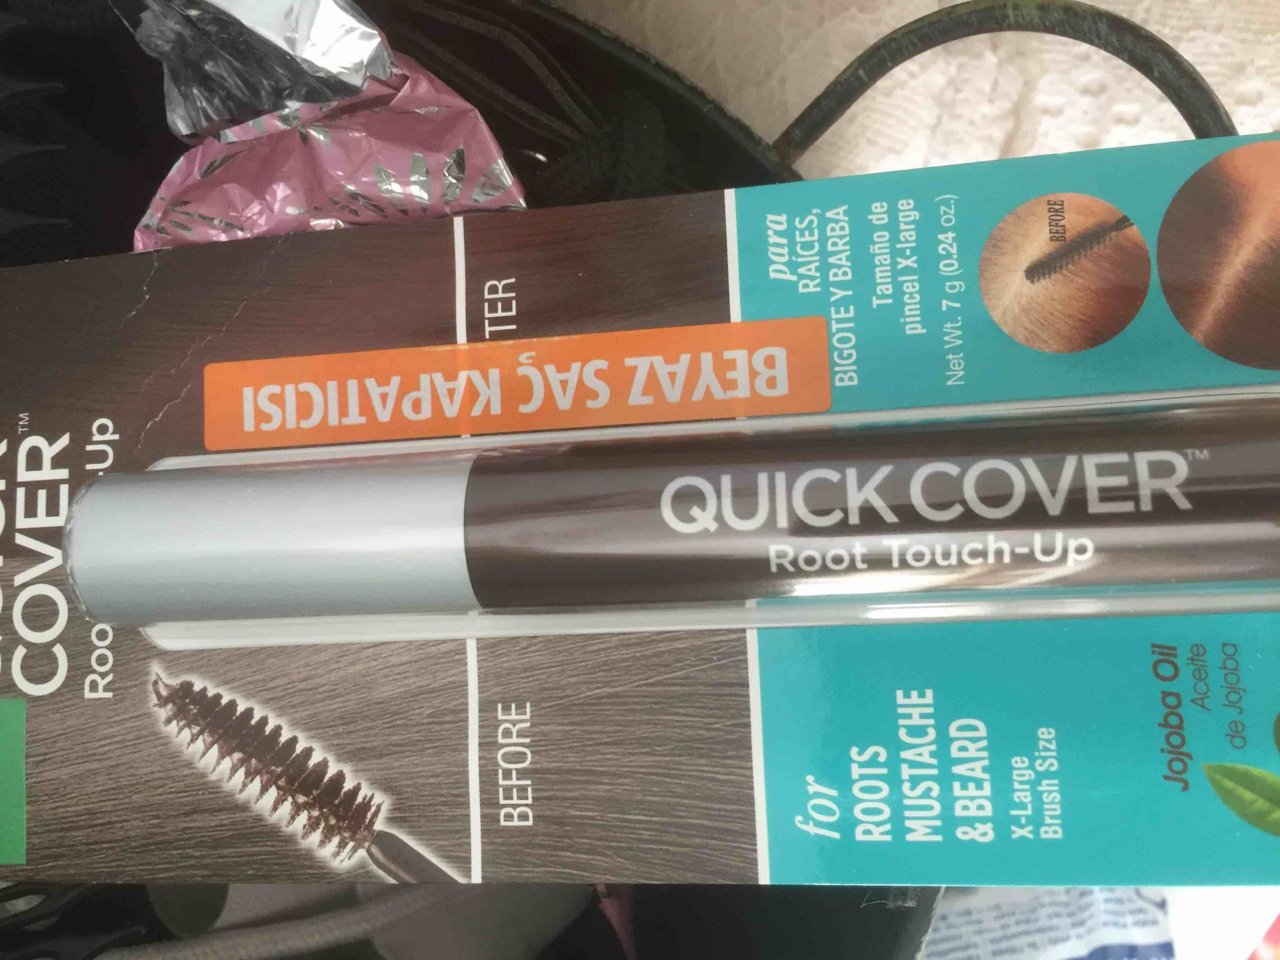 COVER™
Root Touch-Up
BEFORE
BEYAZ SAÇ KAPATICISI
QUICK COVER™
Root Touch-Up
for
ROOTS
MUSTACHE
& BEARD
X-Large
Brush Size
para
RAÍCES,
BIGOTE Y BARBA
Tamaño de
pincel X-large
Net Wt. 7 g (0.24 oz.)
BEFORE
Jojoba Oil
Aceite
de Jojoba